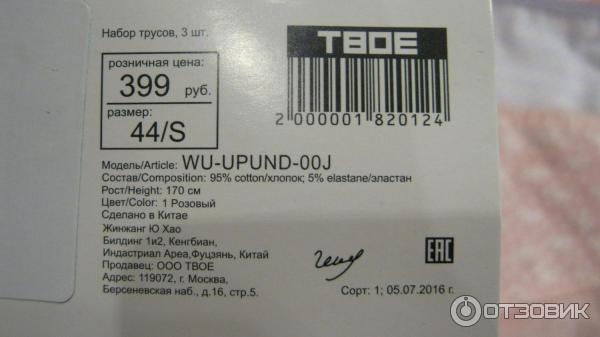 Набор трусов, 3 шт.
ТВОЕ
розничная цена:
399 руб.
размер:
44/S
2 000001 820124
Модель/Article: WU-UPUND-00J
Состав/Composition: 95% cotton/хлопок; 5% elastane/эластан
Рост/Height: 170 см
Цвет/Color: 1 Розовый
Сделано в Китае
Жинжанг Ю Хао
Билдинг 1и2, Кенгбиан,
Индастриал Ареа,Фуцзянь, Китай
Продавец: ООО ТВОЕ
Адрес: 119072, г. Москва,
Берсеневская наб., д.16, стр.5.
EAC
Сорт: 1; 05.07.2016 г.
ОТЗОВИК